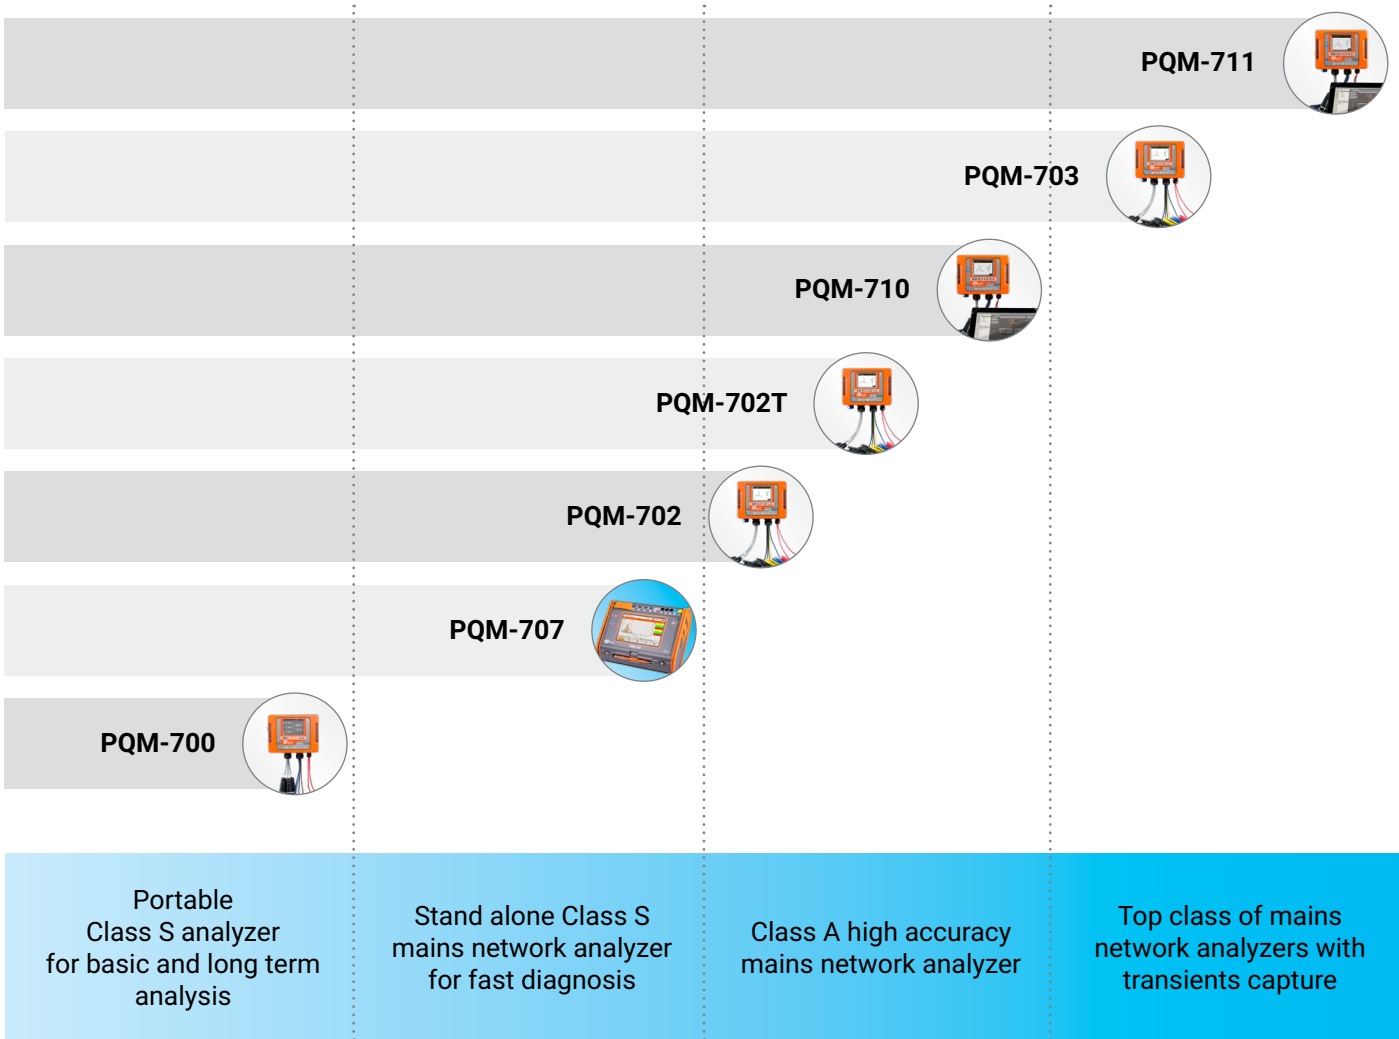 PQM-711
PQM-703
PQM-710
PQM-702T
PQM-702
PQM-707
PQM-700
Portable
Class S analyzer
for basic and long term
analysis
Stand alone Class S
mains network analyzer
for fast diagnosis
Class A high accuracy
mains network analyzer
Top class of mains
network analyzers with
transients capture